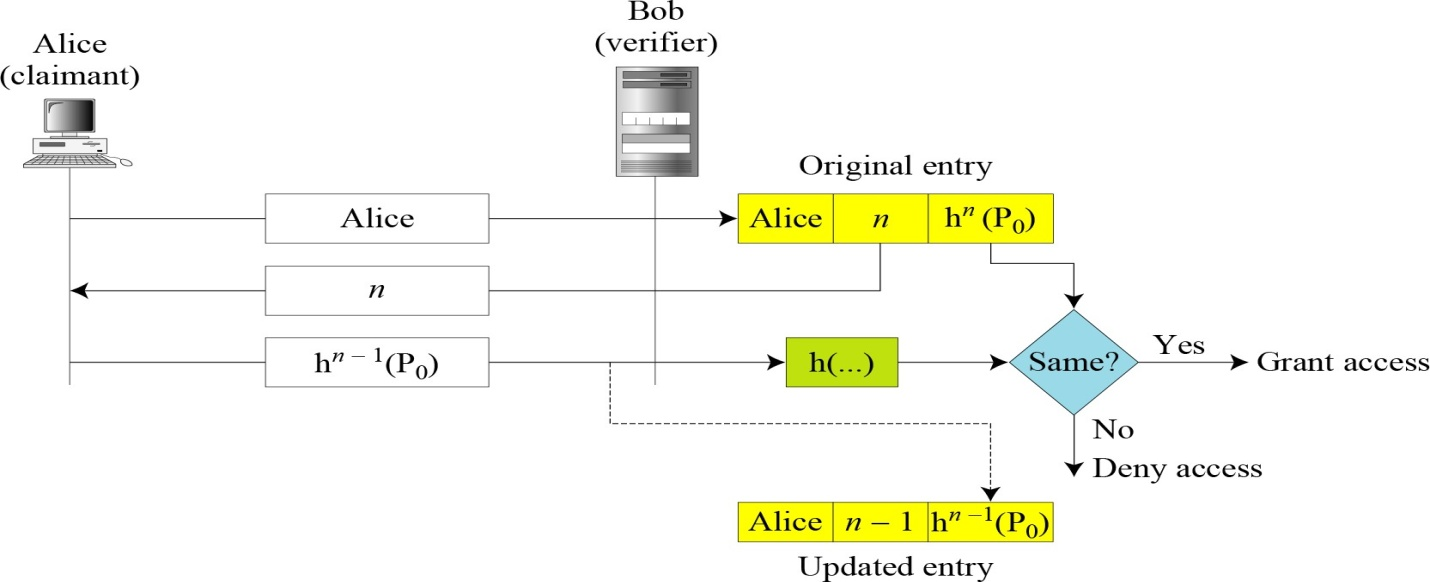 Bob
(verifier)
Alice
(claimant)
Original entry
Alice
Alice n hⁿ (P₀)
n
hⁿ⁻¹(P₀)
h(...)
Same?
Yes
Grant access
No
Deny access
Alice n – 1 hⁿ⁻¹(P₀)
Updated entry